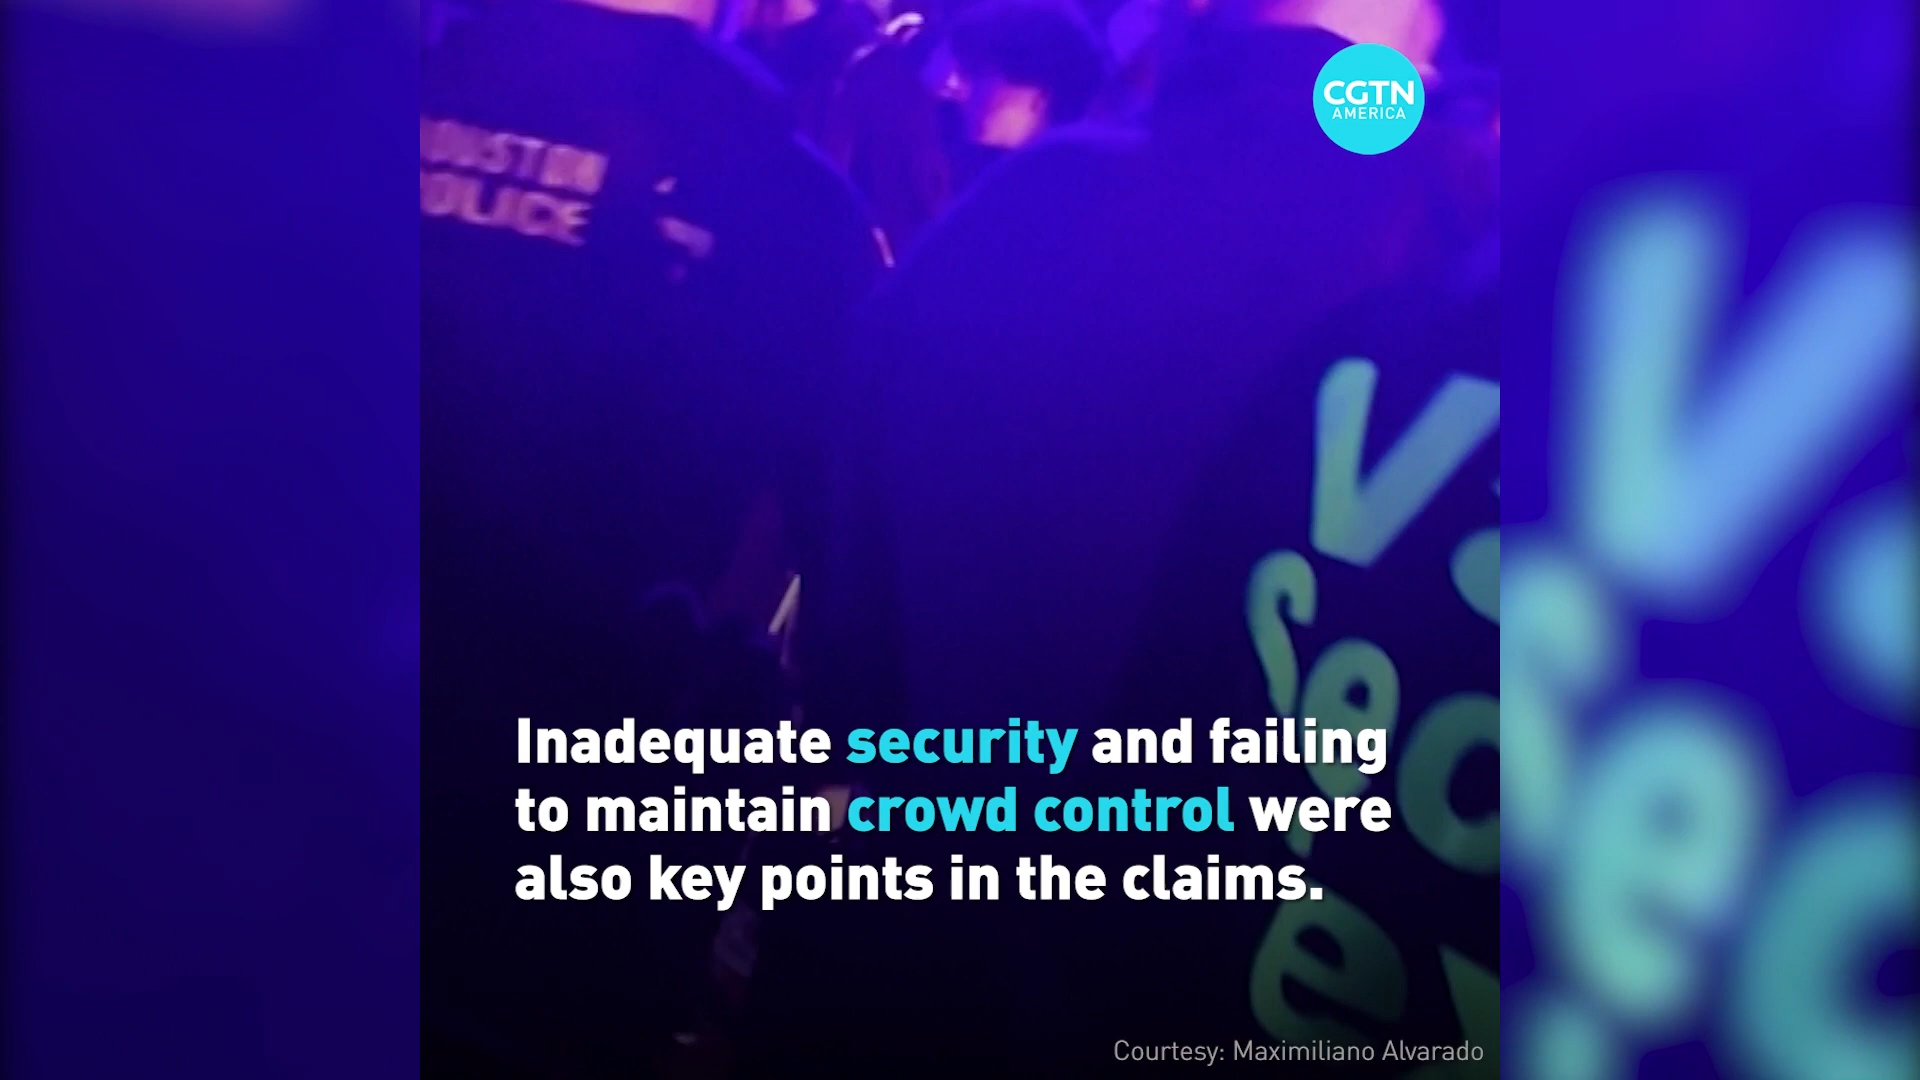 CGTN
AMERICA
Inadequate security and failing
to maintain crowd control were
also key points in the claims.
Courtesy: Maximiliano Alvarado